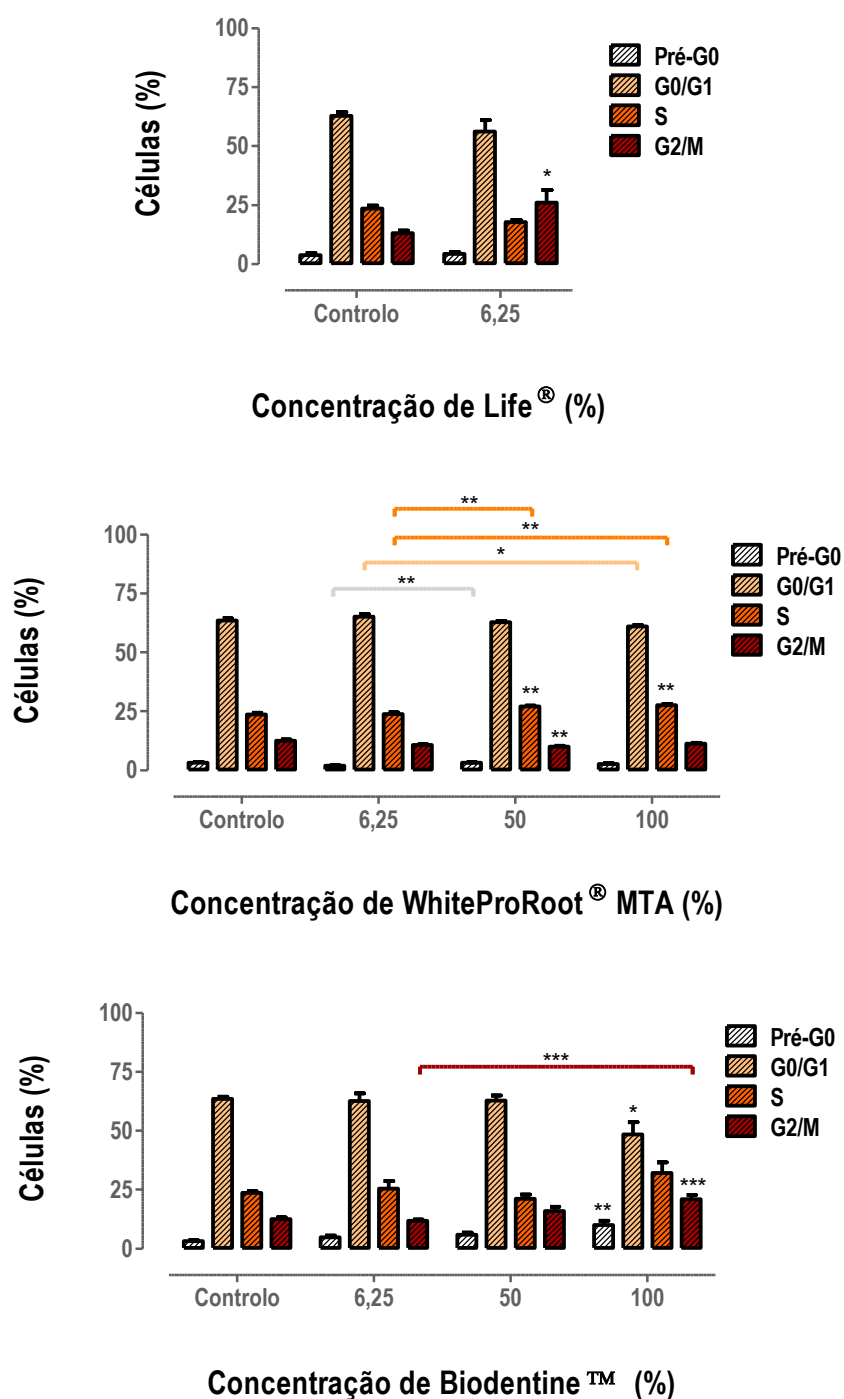 100
75
50
25
0
Células (%)
Pré-G0
G0/G1
S
G2/M
*
Controlo 6,25
Concentração de Life ® (%)
**
**
*
**
100
75
50
25
0
Células (%)
Pré-G0
G0/G1
S
G2/M
** **
**
Controlo 6,25 50 100
Concentração de WhiteProRoot ® MTA (%)
100
75
50
25
0
Células (%)
Pré-G0
G0/G1
S
G2/M
***
*
** ***
Controlo 6,25 50 100
Concentração de Biodentine ™ (%)